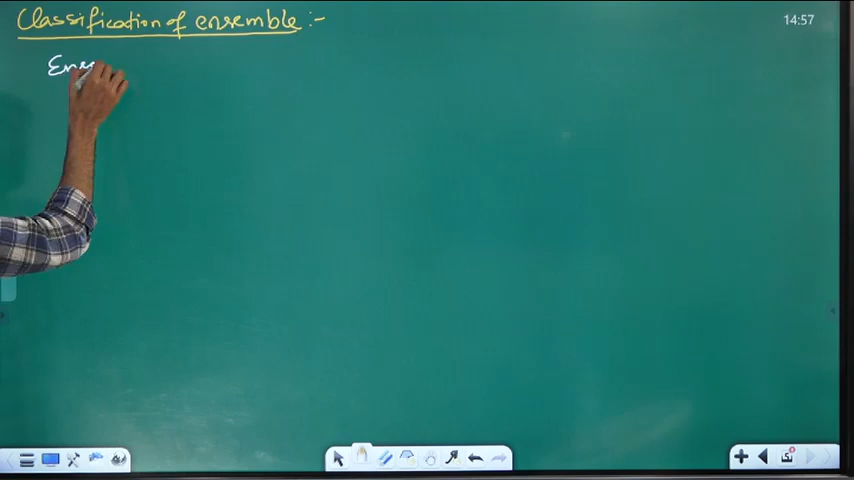 Classification of ensemble :-
14:57